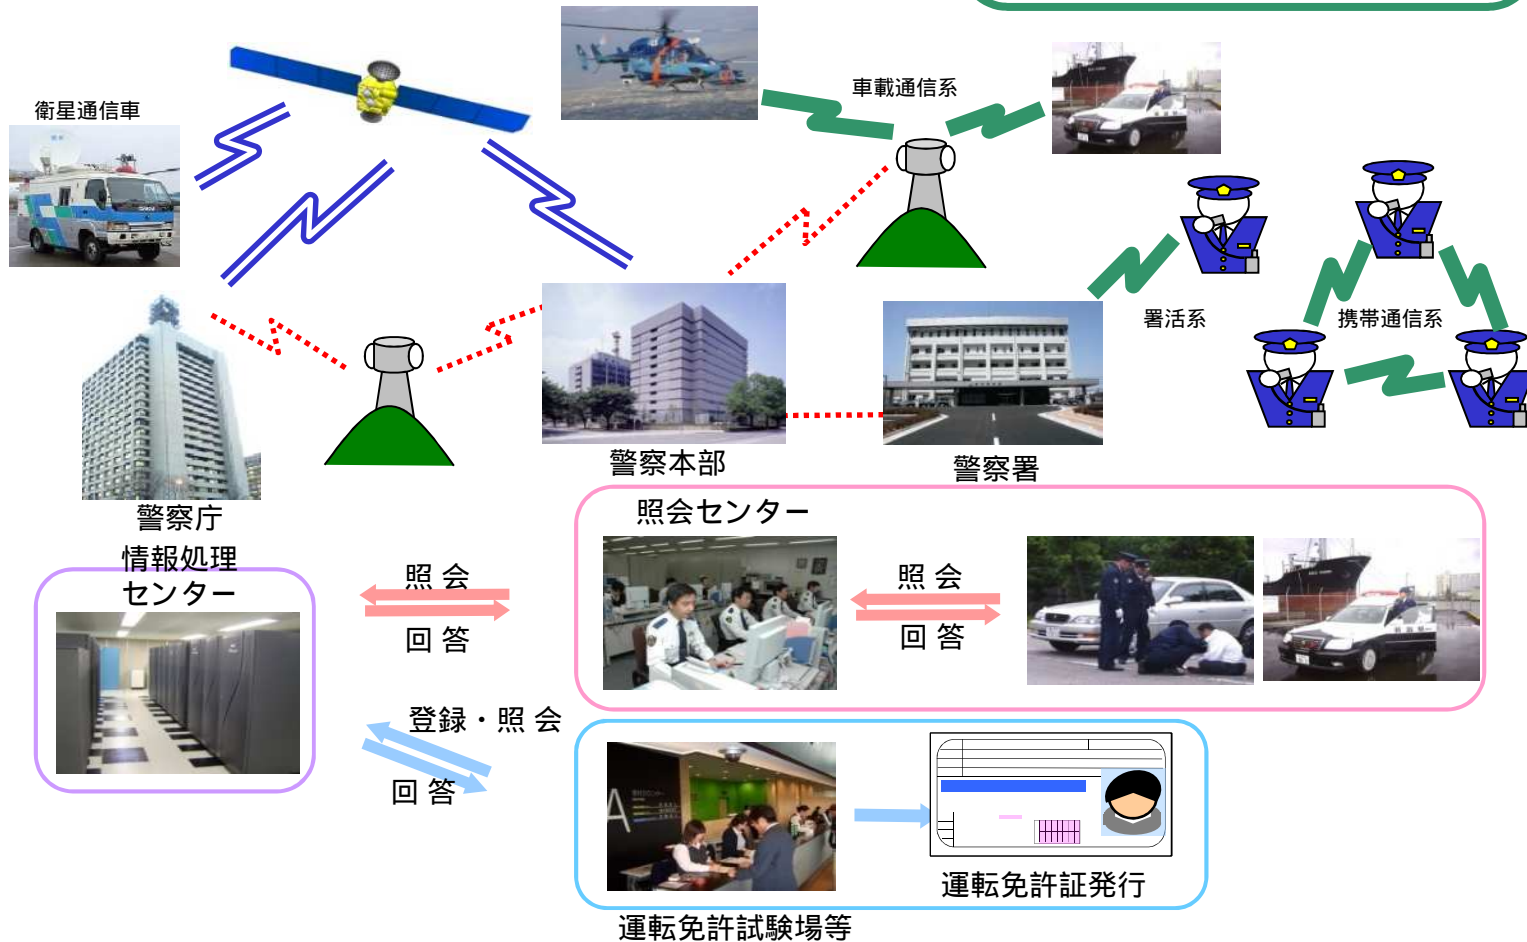 衛星通信車
車載通信系
署活系
携帯通信系
警察本部
警察署
警察庁
情報処理
センター
照会センター
照 会
回 答
照 会
回 答
登録・照 会
回 答
A
運転免許証発行
運転免許試験場等